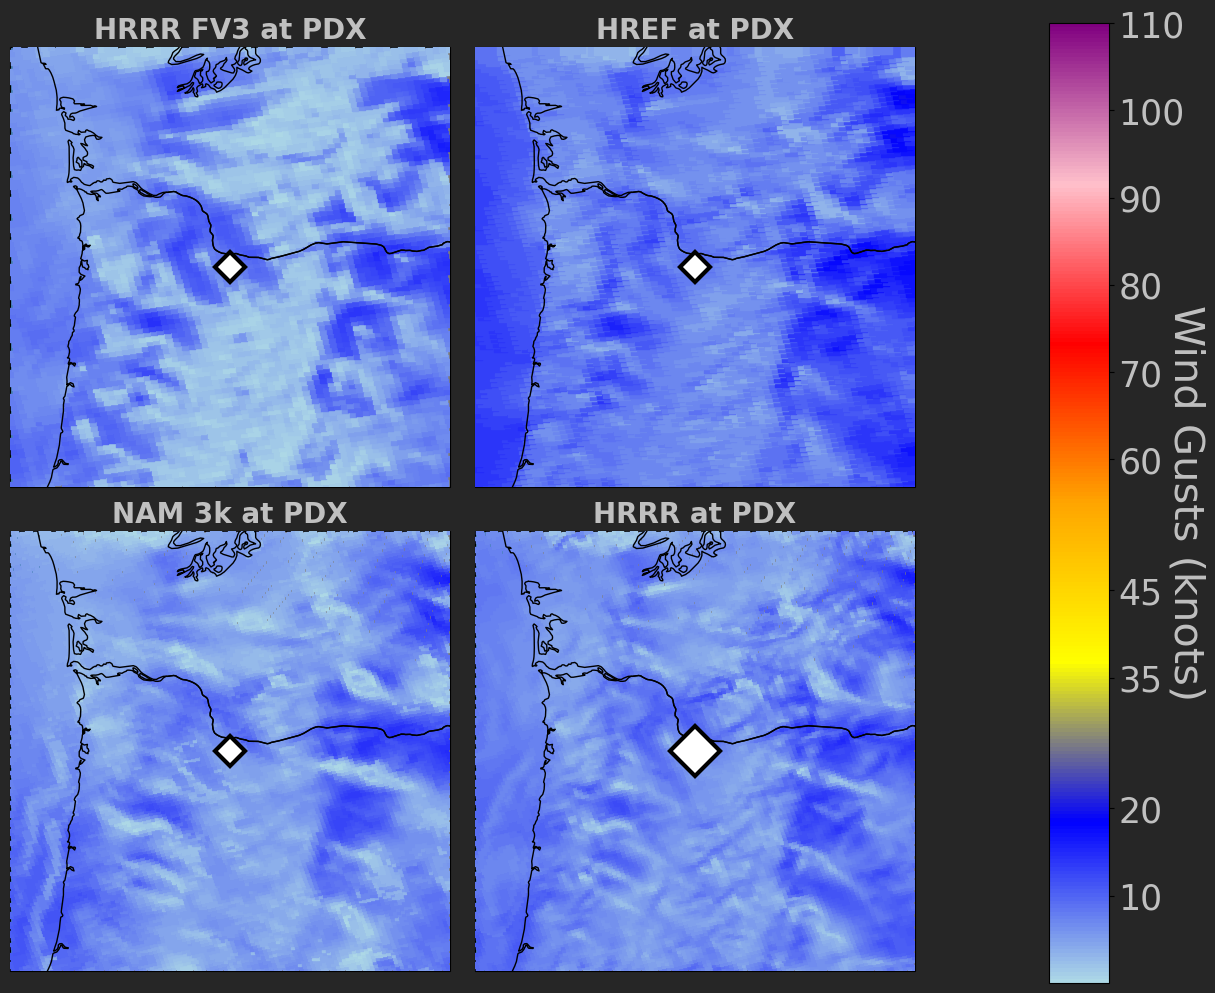 HRRR FV3 at PDX
HREF at PDX
NAM 3k at PDX
HRRR at PDX
110
100
90
80
70
60
45
35
20
10
Wind Gusts (knots)